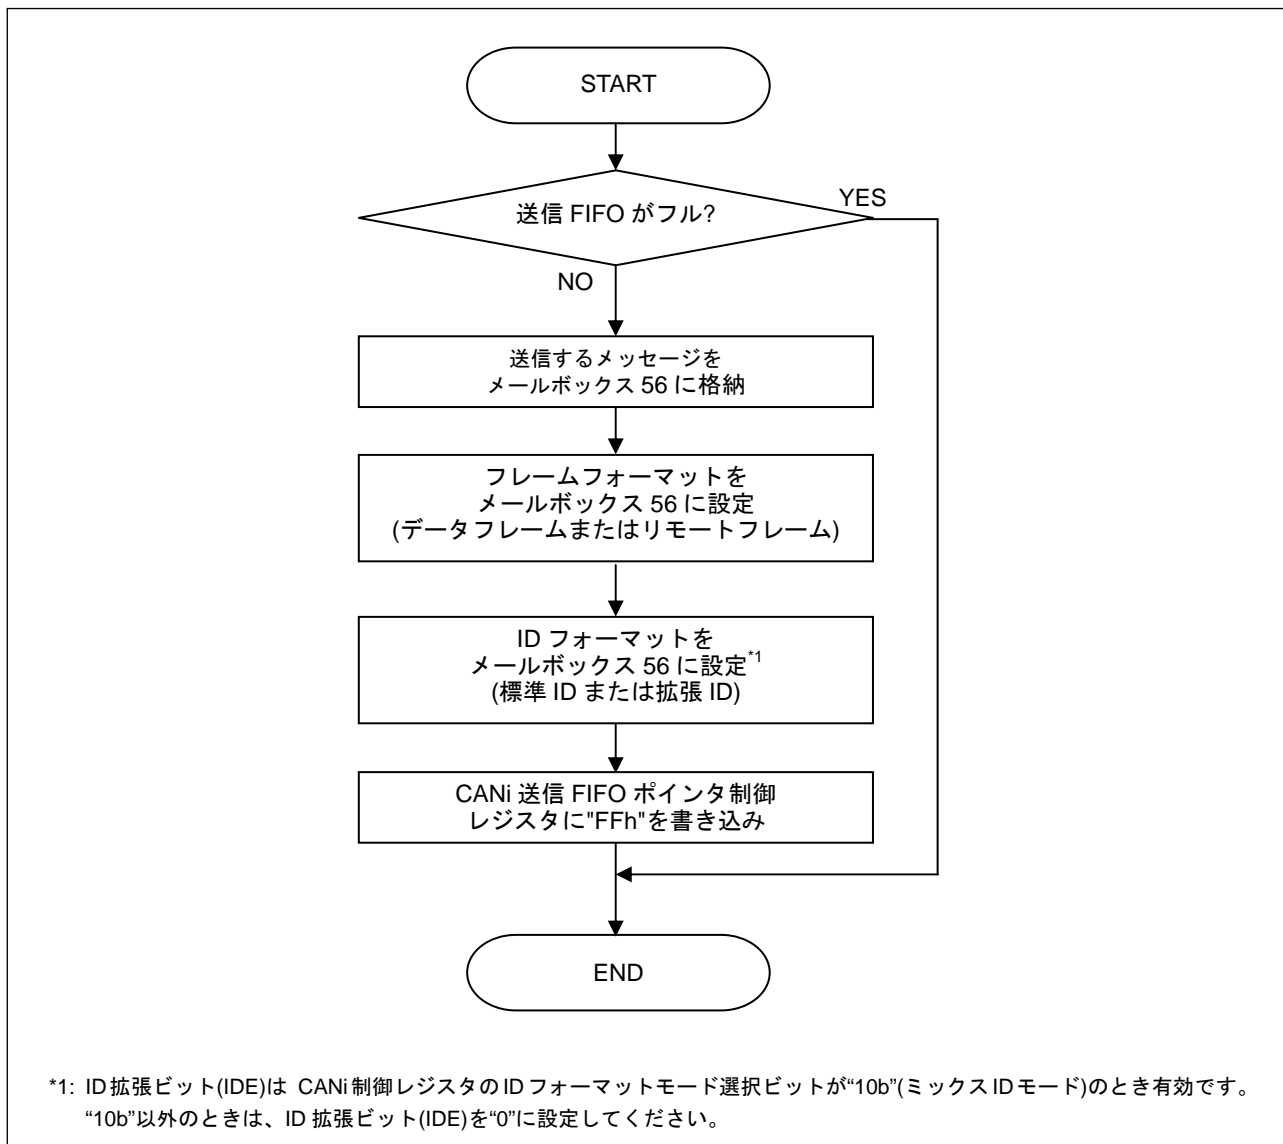 START
送信 FIFO がフル?
YES
NO
送信するメッセージを
メールボックス 56 に格納
フレームフォーマットを
メールボックス 56 に設定
(データフレームまたはリモートフレーム)
ID フォーマットを
メールボックス 56 に設定*1
(標準 ID または拡張 ID)
CANi 送信 FIFO ポインタ制御
レジスタに"FFh"を書き込み
END
*1: ID拡張ビット(IDE)は CANi制御レジスタのIDフォーマットモード選択ビットが“10b”(ミックスIDモード)のとき有効です。
“10b”以外のときは、ID 拡張ビット(IDE)を“0”に設定してください。